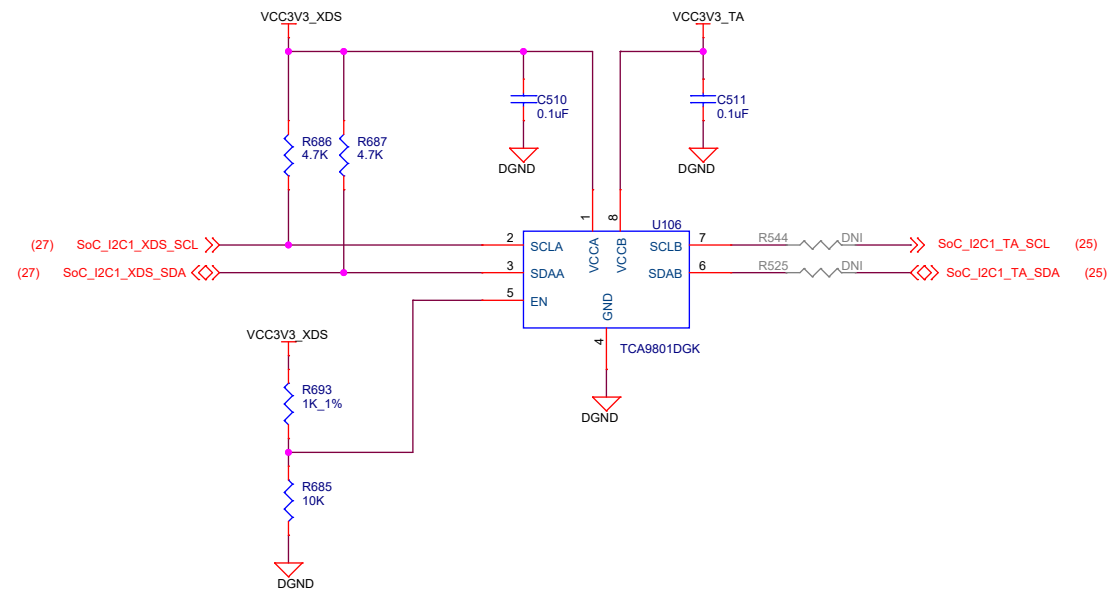 VCC3V3_XDS
VCC3V3_TA
C510
0.1uF
C511
0.1uF
R686
4.7K
R687
4.7K
DGND
DGND
1
8
U106
(27) SoC_I2C1_XDS_SCL
2
SCLA
VCCA
VCCB
SCLB
7
R544
DNI
SoC_I2C1_TA_SCL (25)
(27) SoC_I2C1_XDS_SDA
3
SDAA
SDAB
6
R525
DNI
SoC_I2C1_TA_SDA (25)
5
EN
GND
4
TCA9801DGK
VCC3V3_XDS
R693
1K_1%
DGND
R685
10K
DGND